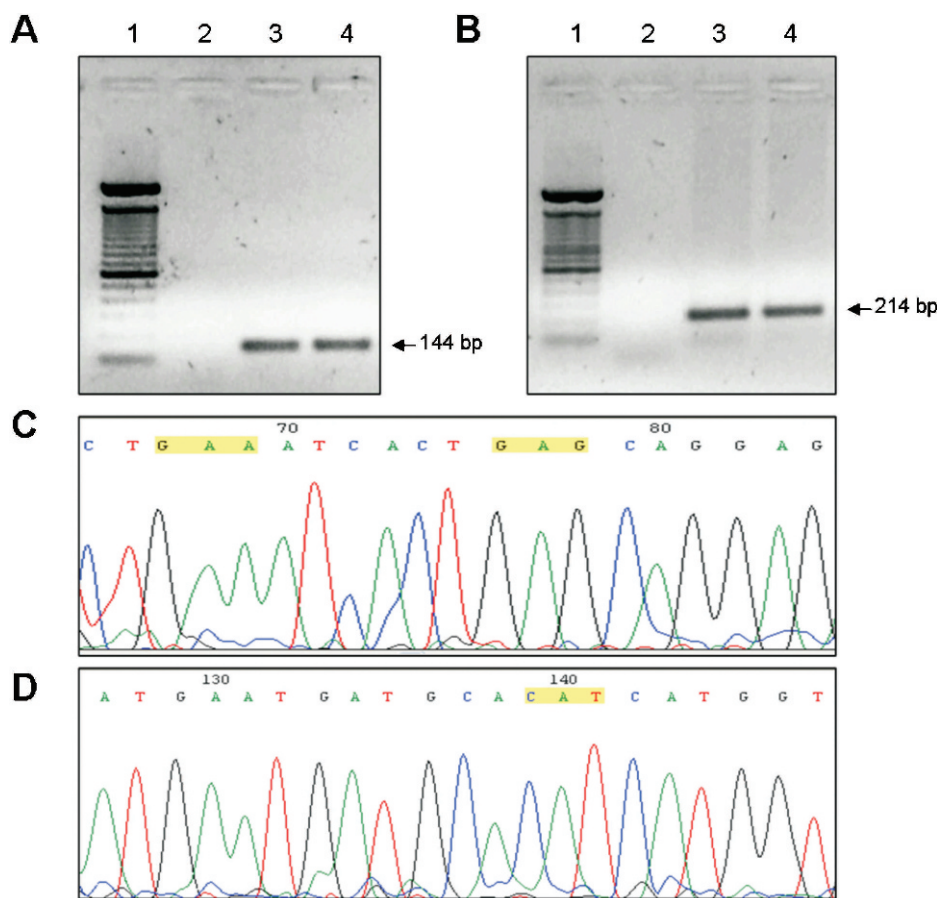 A 1 2 3 4
B 1 2 3 4
144 bp
214 bp
C
70 80
C T G A A A T C A C T G A G C A G G A G
D
130 140
A T G A A T G A T G C A C A T C A T G G T